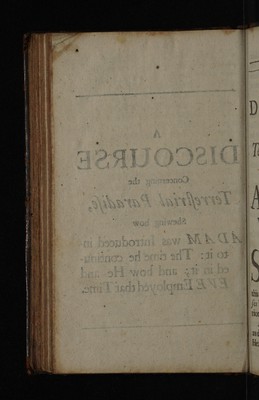 A
DISCOURSE
Concerning the
Terreſtrial Paradiſe,
Shewing how
ADAM was Introduced in-
to it: The time he continu-
ed in it; and how He and
EVE Employed that Time.